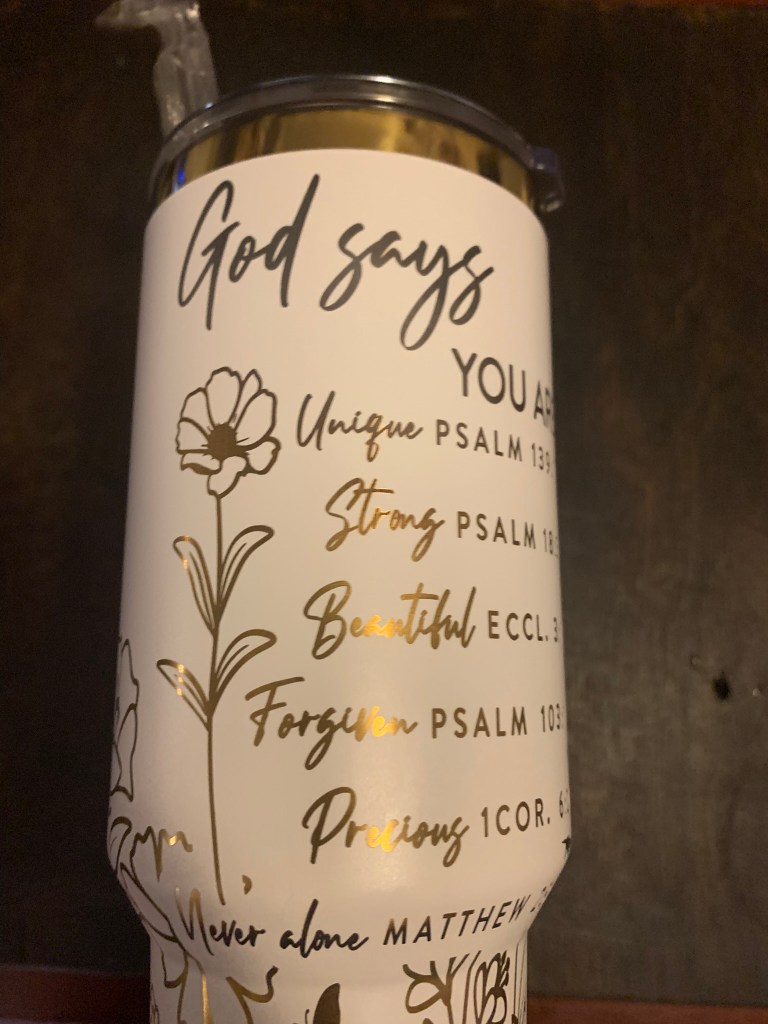 God says
YOU
Unique PSALM 139
Strong PSALM 18:
Beautiful ECCL. 3
Forgiven PSALM 103
Precious 1COR. 6:
Never alone MATTHEW